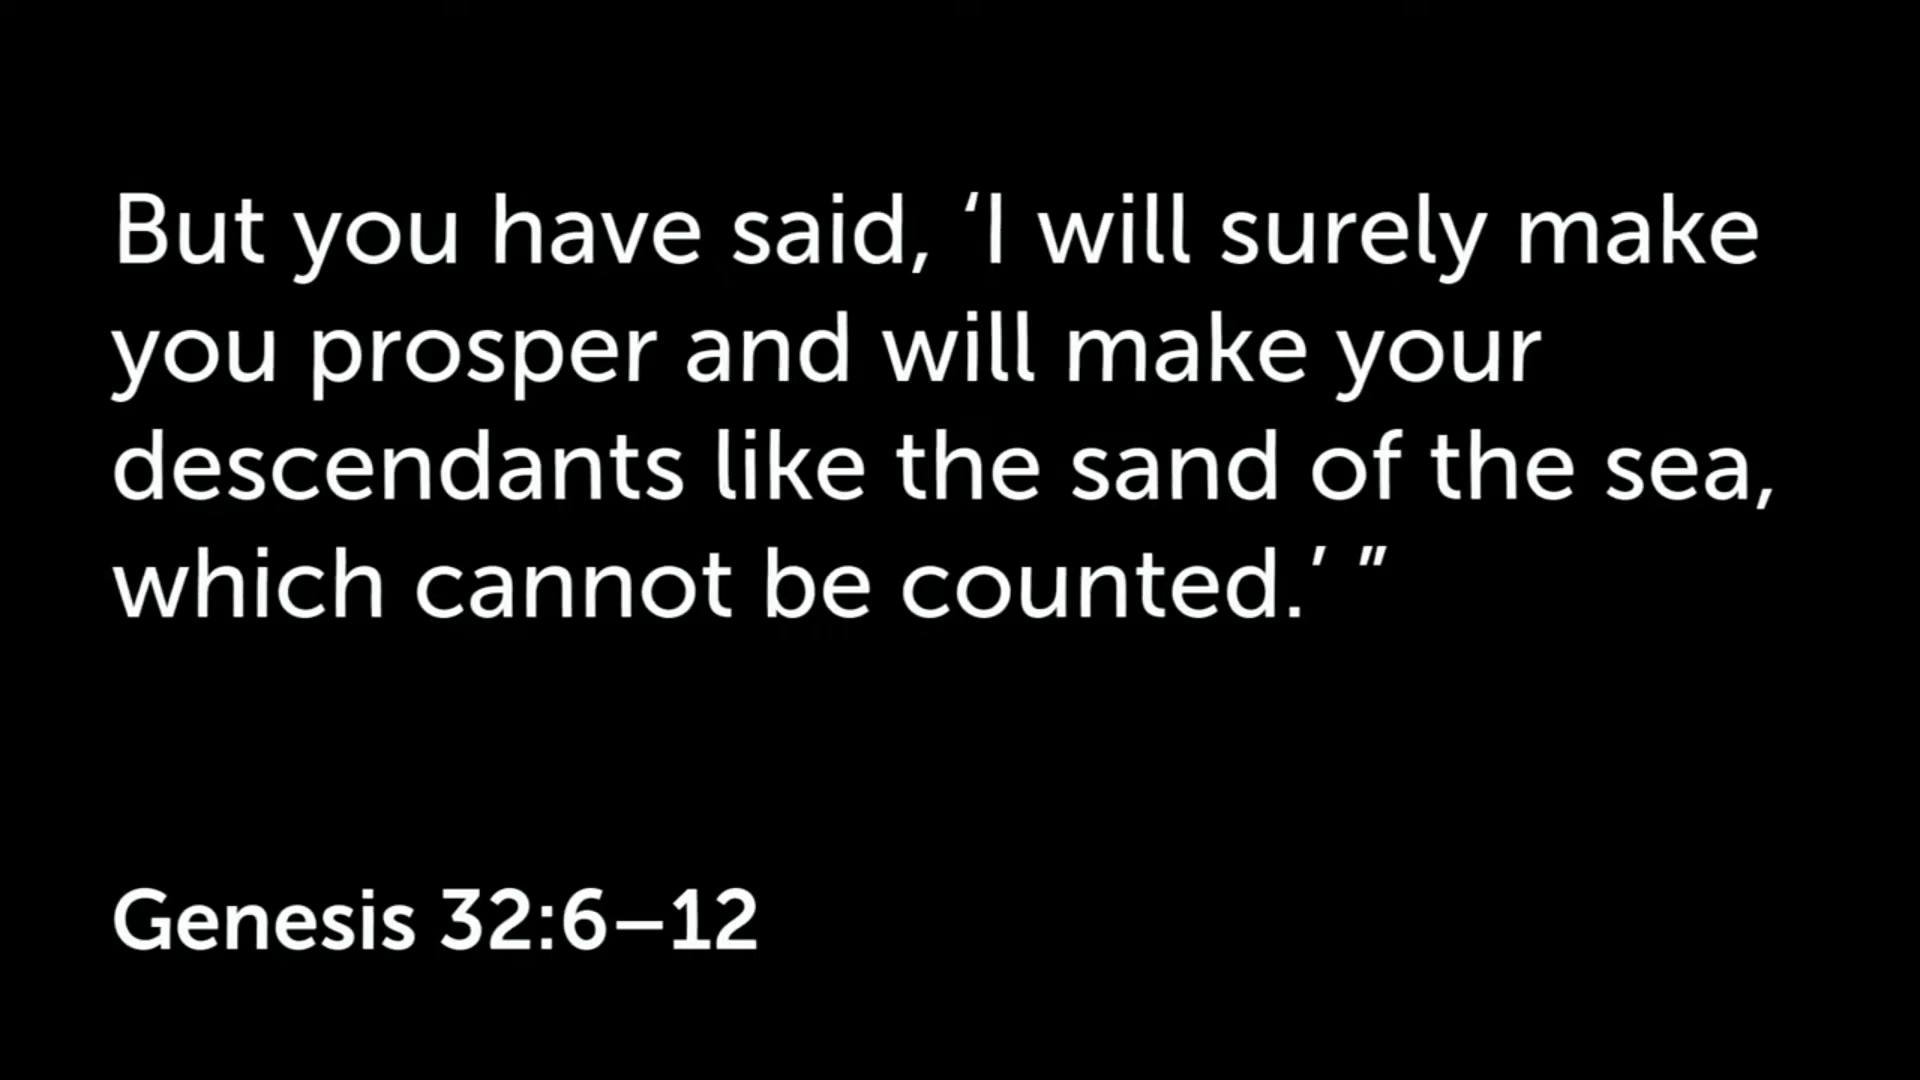 But you have said, ‘I will surely make
you prosper and will make your
descendants like the sand of the sea,
which cannot be counted.’ ”
Genesis 32:6–12